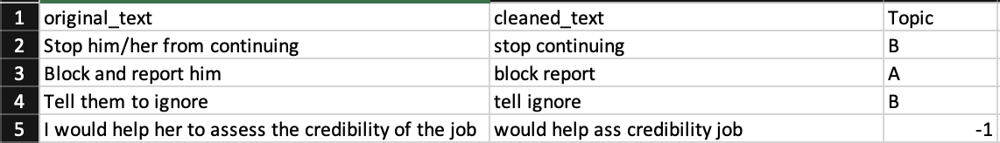 1 original_text cleaned_text Topic
2 Stop him/her from continuing stop continuing B
3 Block and report him block report A
4 Tell them to ignore tell ignore B
5 I would help her to assess the credibility of the job would help ass credibility job -1